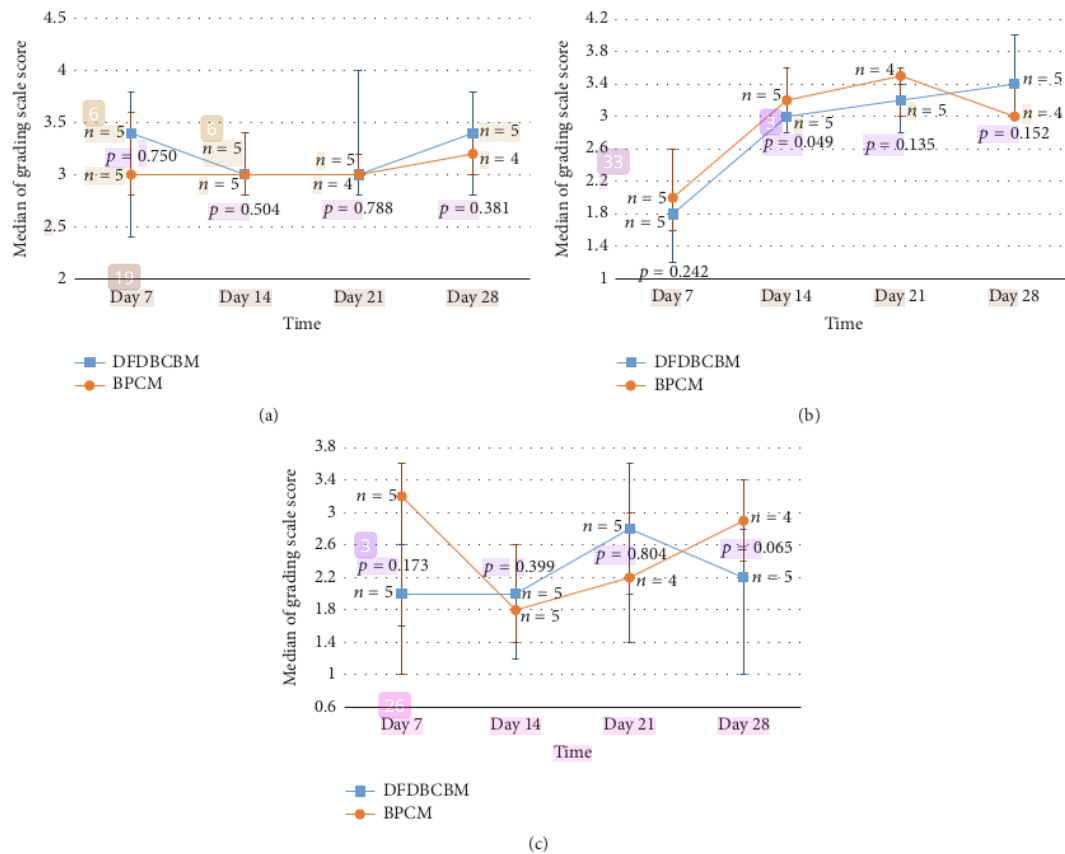 4.5
4
3.5
3
2.5
2
Median of grading scale score
6
6
n = 5
n = 5
p = 0.750
n = 5
n = 5
n = 5
p = 0.504
n = 5
n = 4
p = 0.788
n = 5
n = 4
p = 0.381
19
Day 7 Day 14 Day 21 Day 28
Time
DFDBCBM
BPCM
(a)
4.2
3.8
3.4
3
2.6
2.2
1.8
1.4
1
Median of grading scale score
33
3
n = 5
n = 5
p = 0.242
n = 5
n = 5
p = 0.049
n = 4
n = 5
p = 0.135
n = 5
n = 4
p = 0.152
Day 7 Day 14 Day 21 Day 28
Time
DFDBCBM
BPCM
(b)
3.8
3.4
3
2.6
2.2
1.8
1.4
1
0.6
Median of grading scale score
3
n = 5
p = 0.173
n = 5
p = 0.399
n = 5
n = 5
n = 5
p = 0.804
n = 4
n = 4
p = 0.065
n = 5
26
Day 7 Day 14 Day 21 Day 28
Time
DFDBCBM
BPCM
(c)